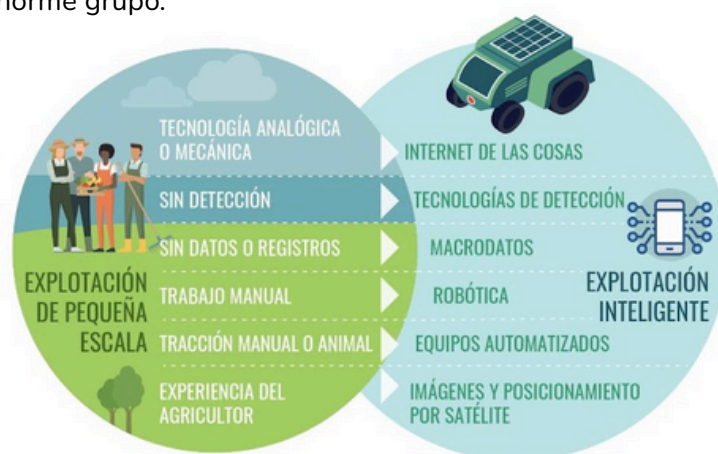 norme grupo.
TECNOLOGÍA ANALÓGICA
O MECÁNICA
INTERNET DE LAS COSAS
SIN DETECCIÓN
TECNOLOGÍAS DE DETECCIÓN
SIN DATOS O REGISTROS
MACRODATOS
EXPLOTACIÓN
DE PEQUEÑA
ESCALA
TRABAJO MANUAL
ROBÓTICA
EXPLOTACIÓN
INTELIGENTE
TRACCIÓN MANUAL O ANIMAL
EQUIPOS AUTOMATIZADOS
EXPERIENCIA DEL
AGRICULTOR
IMÁGENES Y POSICIONAMIENTO
POR SATÉLITE